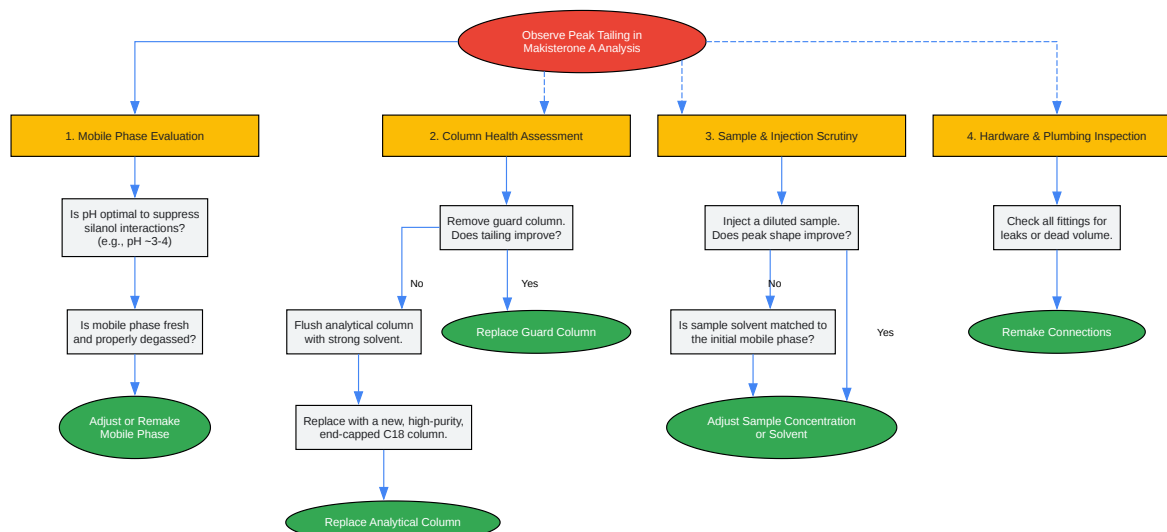 Observe Peak Tailing in
Makisterone A Analysis
1. Mobile Phase Evaluation
2. Column Health Assessment
3. Sample & Injection Scrutiny
4. Hardware & Plumbing Inspection
Is pH optimal to suppress
silanol interactions?
(e.g., pH ~3-4)
Remove guard column.
Does tailing improve?
Inject a diluted sample.
Does peak shape improve?
Check all fittings for
leaks or dead volume.
No
Yes
No
Is mobile phase fresh
and properly degassed?
Flush analytical column
with strong solvent.
Replace Guard Column
Is sample solvent matched to
the initial mobile phase?
Yes
Remake Connections
Adjust or Remake
Mobile Phase
Replace with a new, high-purity,
end-capped C18 column.
Adjust Sample Concentration
or Solvent
Replace Analytical Column